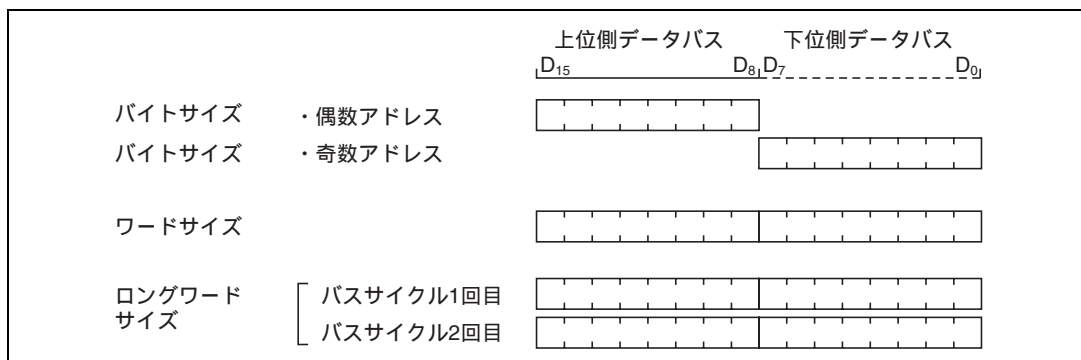 上位側データバス 下位側データバス
D15 D8 D7 D0
バイトサイズ ・偶数アドレス
バイトサイズ ・奇数アドレス
ワードサイズ
ロングワード
サイズ
バスサイクル1回目
バスサイクル2回目